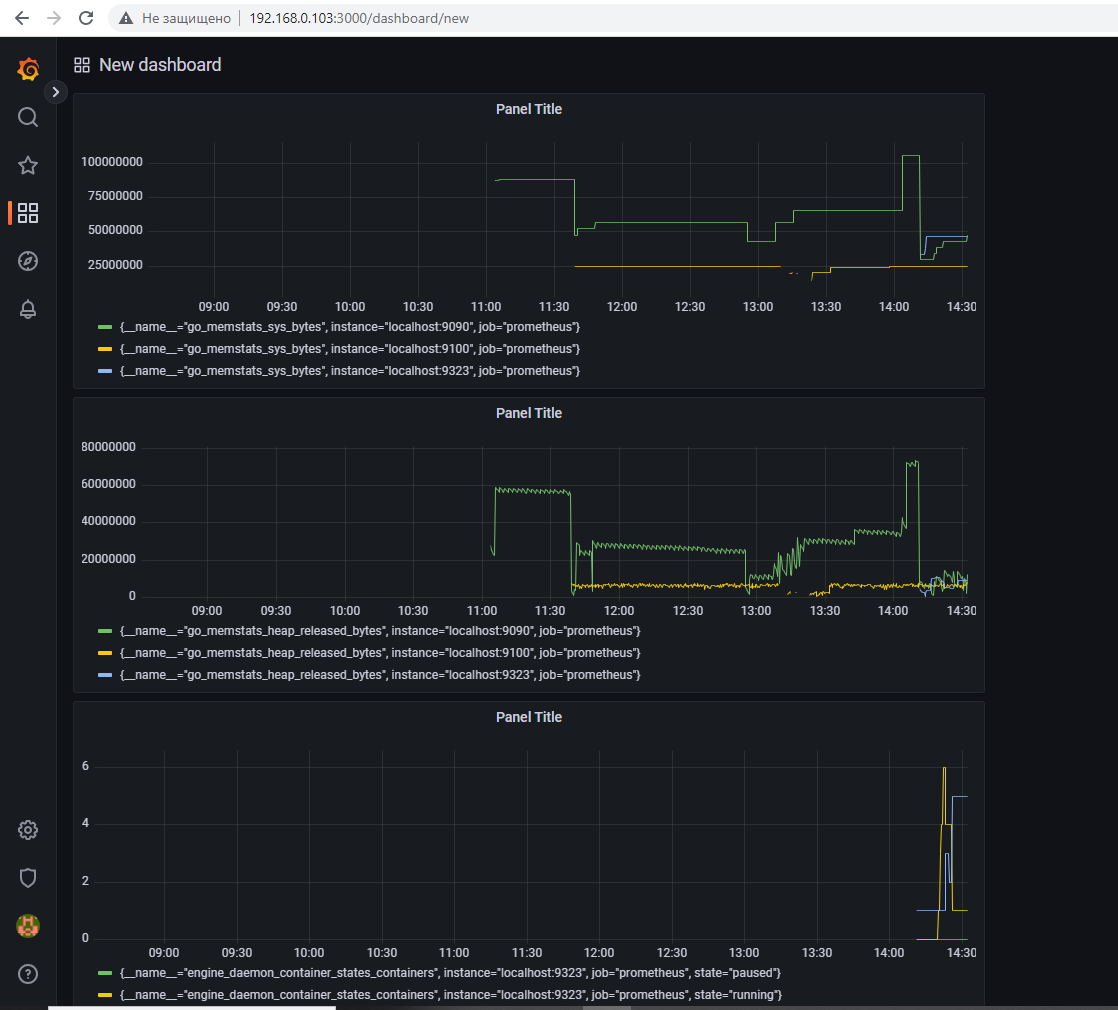 Не защищено 192.168.0.103:3000/dashboard/new
New dashboard
Panel Title
100000000
75000000
50000000
25000000
09:00 09:30 10:00 10:30 11:00 11:30 12:00 12:30 13:00 13:30 14:00 14:30
{__name__="go_memstats_sys_bytes", instance="localhost:9090", job="prometheus"}
{__name__="go_memstats_sys_bytes", instance="localhost:9100", job="prometheus"}
{__name__="go_memstats_sys_bytes", instance="localhost:9323", job="prometheus"}
Panel Title
80000000
60000000
40000000
20000000
0
09:00 09:30 10:00 10:30 11:00 11:30 12:00 12:30 13:00 13:30 14:00 14:30
{__name__="go_memstats_heap_released_bytes", instance="localhost:9090", job="prometheus"}
{__name__="go_memstats_heap_released_bytes", instance="localhost:9100", job="prometheus"}
{__name__="go_memstats_heap_released_bytes", instance="localhost:9323", job="prometheus"}
Panel Title
6
4
2
0
09:00 09:30 10:00 10:30 11:00 11:30 12:00 12:30 13:00 13:30 14:00 14:30
{__name__="engine_daemon_container_states_containers", instance="localhost:9323", job="prometheus", state="paused"}
{__name__="engine_daemon_container_states_containers", instance="localhost:9323", job="prometheus", state="running"}